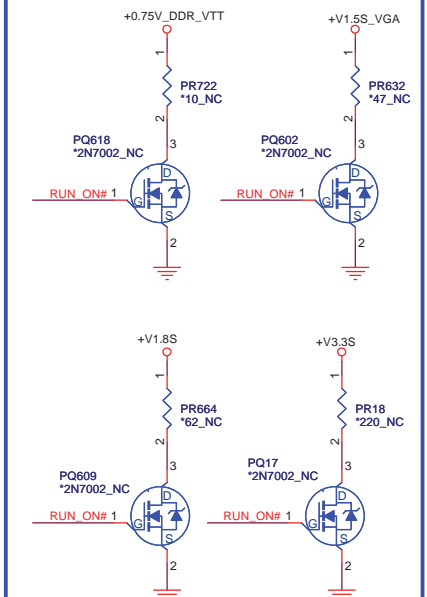 +0.75V_DDR_VTT
1
PR722
*10_NC
2
PQ618
*2N7002_NC
3
D
RUN_ON# 1
G
S
2
+V1.5S_VGA
1
PR632
*47_NC
2
PQ602
*2N7002_NC
3
D
RUN_ON# 1
G
S
2
+V1.8S
1
PR664
*62_NC
2
PQ609
*2N7002_NC
3
D
RUN_ON# 1
G
S
2
+V3.3S
1
PR18
*220_NC
2
PQ17
*2N7002_NC
3
D
RUN_ON# 1
G
S
2